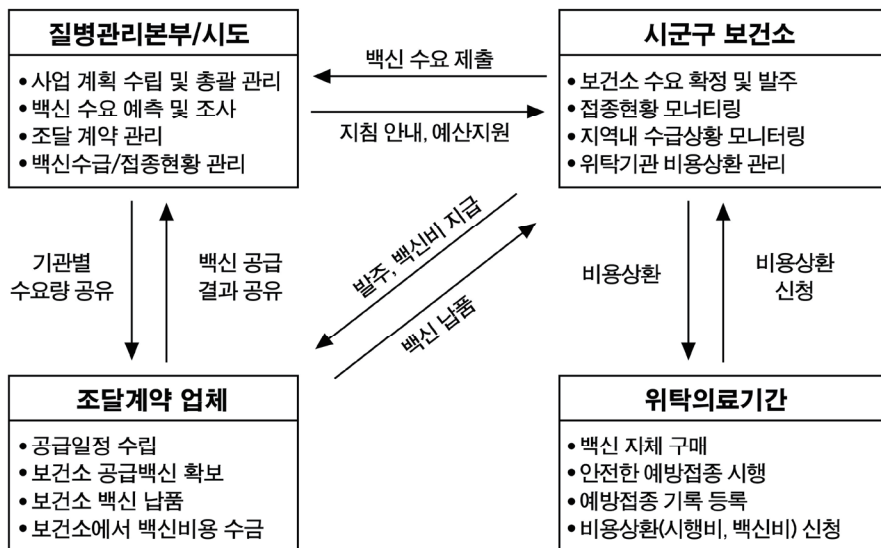 질병관리본부/시도
• 사업 계획 수립 및 총괄 관리
• 백신 수요 예측 및 조사
• 조달 계약 관리
• 백신수급/접종현황 관리
백신 수요 제출
지침 안내, 예산지원
시군구 보건소
• 보건소 수요 확정 및 발주
• 접종현황 모너티링
• 지역내 수급상황 모니터링
• 위탁기관 비용상환 관리
기관별
수요량 공유
백신 공급
결과 공유
발주, 백신비 지급
백신 납품
비용상환
비용상환
신청
조달계약 업체
• 공급일정 수립
• 보건소 공급백신 확보
• 보건소 백신 납품
• 보건소에서 백신비용 수금
위탁의료기간
• 백신 지체 구매
• 안전한 예방접종 시행
• 예방접종 기록 등록
• 비용상환(시행비, 백신비) 신청